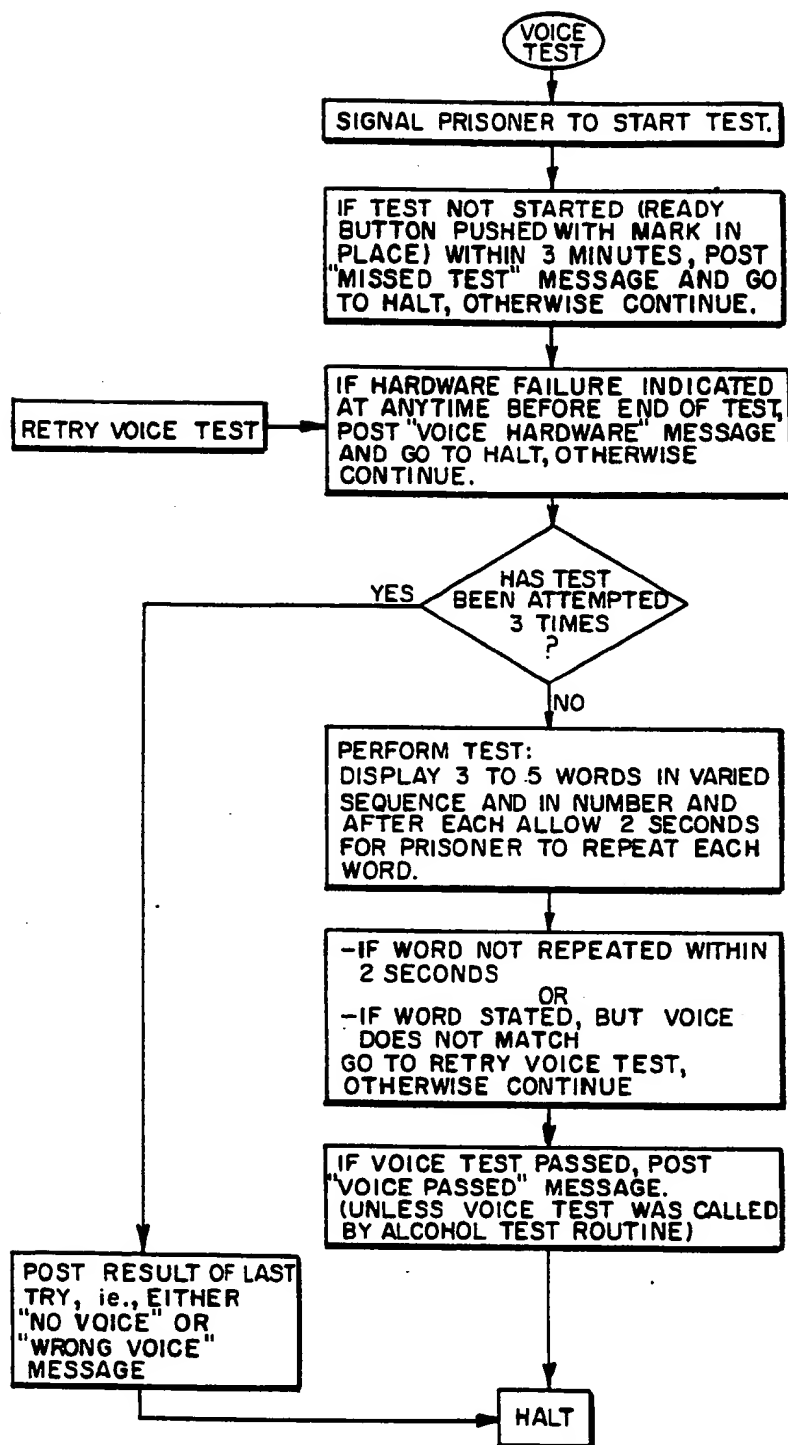 VOICE
TEST
SIGNAL PRISONER TO START TEST.
IF TEST NOT STARTED (READY
BUTTON PUSHED WITH MARK IN
PLACE) WITHIN 3 MINUTES, POST
"MISSED TEST" MESSAGE AND GO
TO HALT, OTHERWISE CONTINUE.
RETRY VOICE TEST
IF HARDWARE FAILURE INDICATED
AT ANYTIME BEFORE END OF TEST,
POST "VOICE HARDWARE" MESSAGE
AND GO TO HALT, OTHERWISE
CONTINUE.
YES
HAS TEST
BEEN ATTEMPTED
3 TIMES
?
NO
PERFORM TEST:
DISPLAY 3 TO 5 WORDS IN VARIED
SEQUENCE AND IN NUMBER AND
AFTER EACH ALLOW 2 SECONDS
FOR PRISONER TO REPEAT EACH
WORD.
-IF WORD NOT REPEATED WITHIN
2 SECONDS
OR
-IF WORD STATED, BUT VOICE
DOES NOT MATCH
GO TO RETRY VOICE TEST,
OTHERWISE CONTINUE
IF VOICE TEST PASSED, POST
"VOICE PASSED" MESSAGE.
(UNLESS VOICE TEST WAS CALLED
BY ALCOHOL TEST ROUTINE)
POST RESULT OF LAST
TRY, ie., EITHER
"NO VOICE" OR
"WRONG VOICE"
MESSAGE
HALT